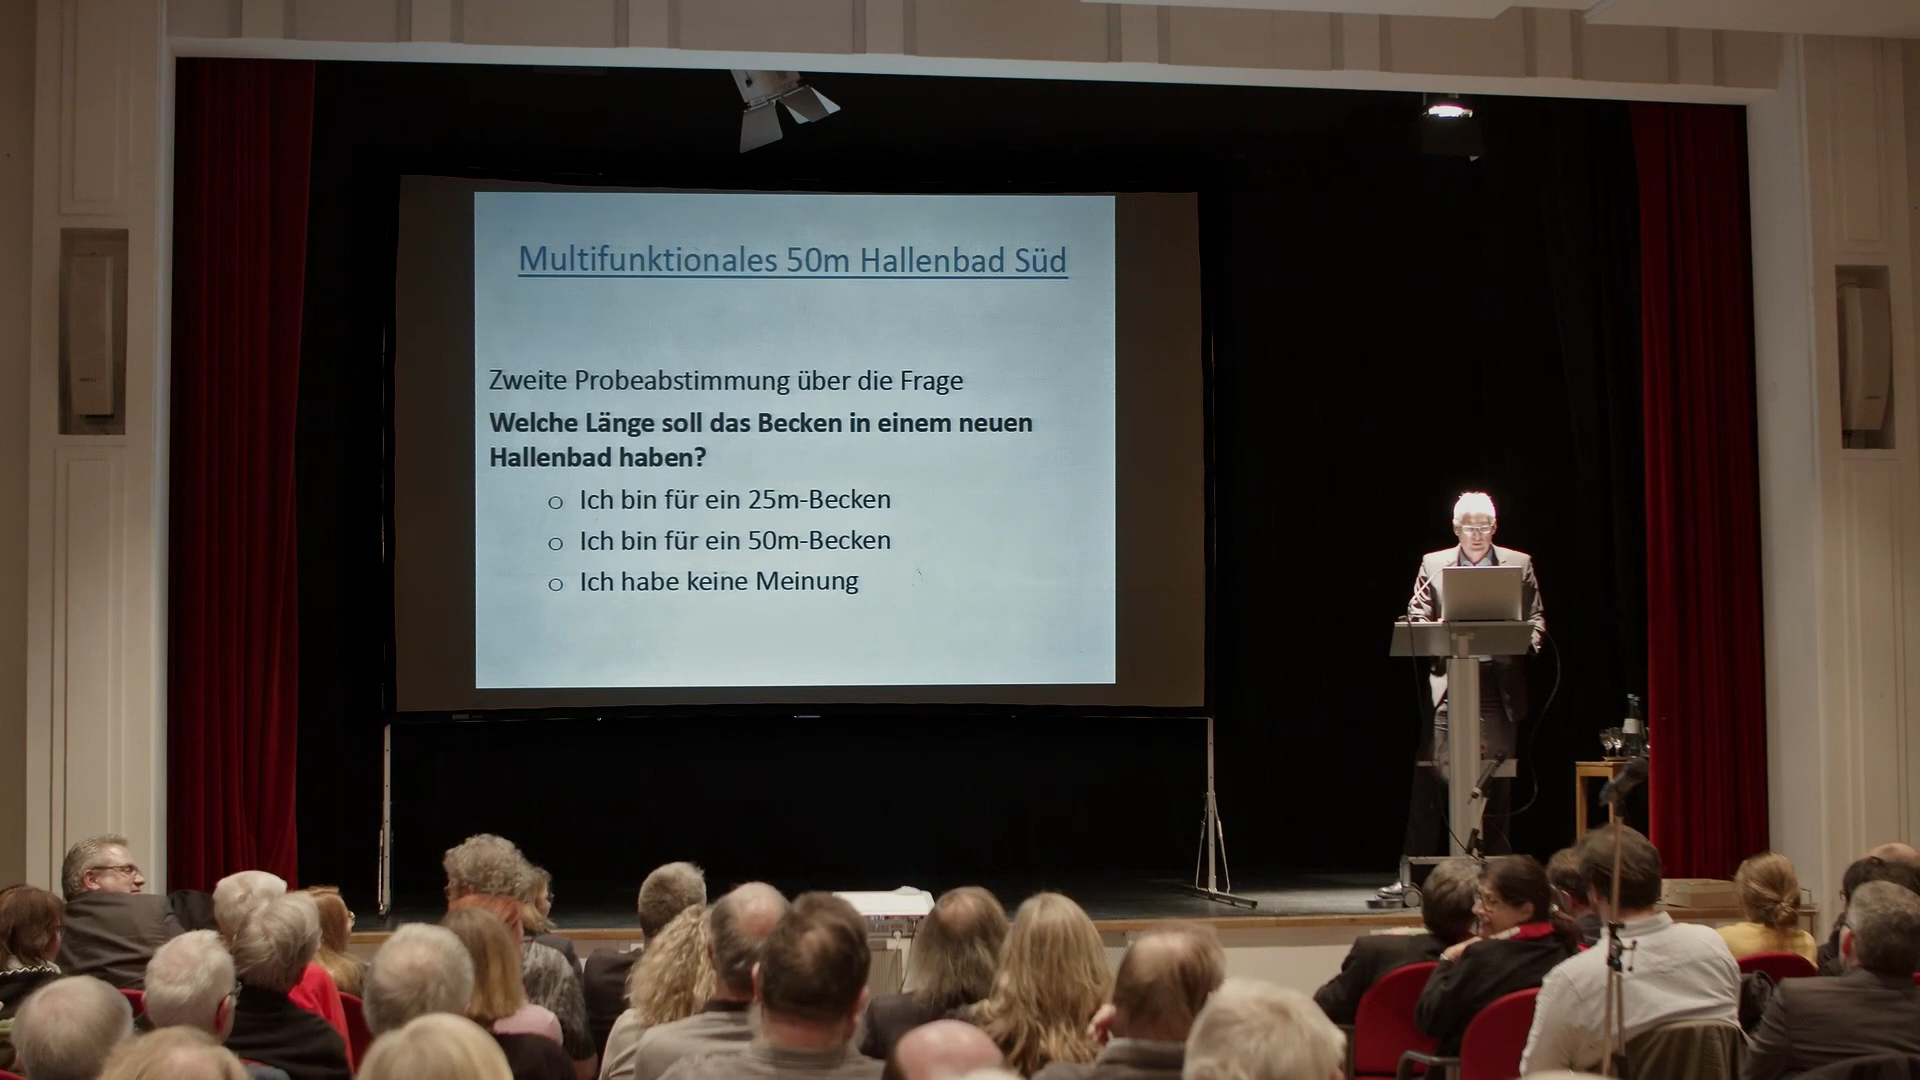 Multifunktionales 50m Hallenbad Süd
Zweite Probeabstimmung über die Frage
Welche Länge soll das Becken in einem neuen
Hallenbad haben?
o Ich bin für ein 25m-Becken
o Ich bin für ein 50m-Becken
o Ich habe keine Meinung